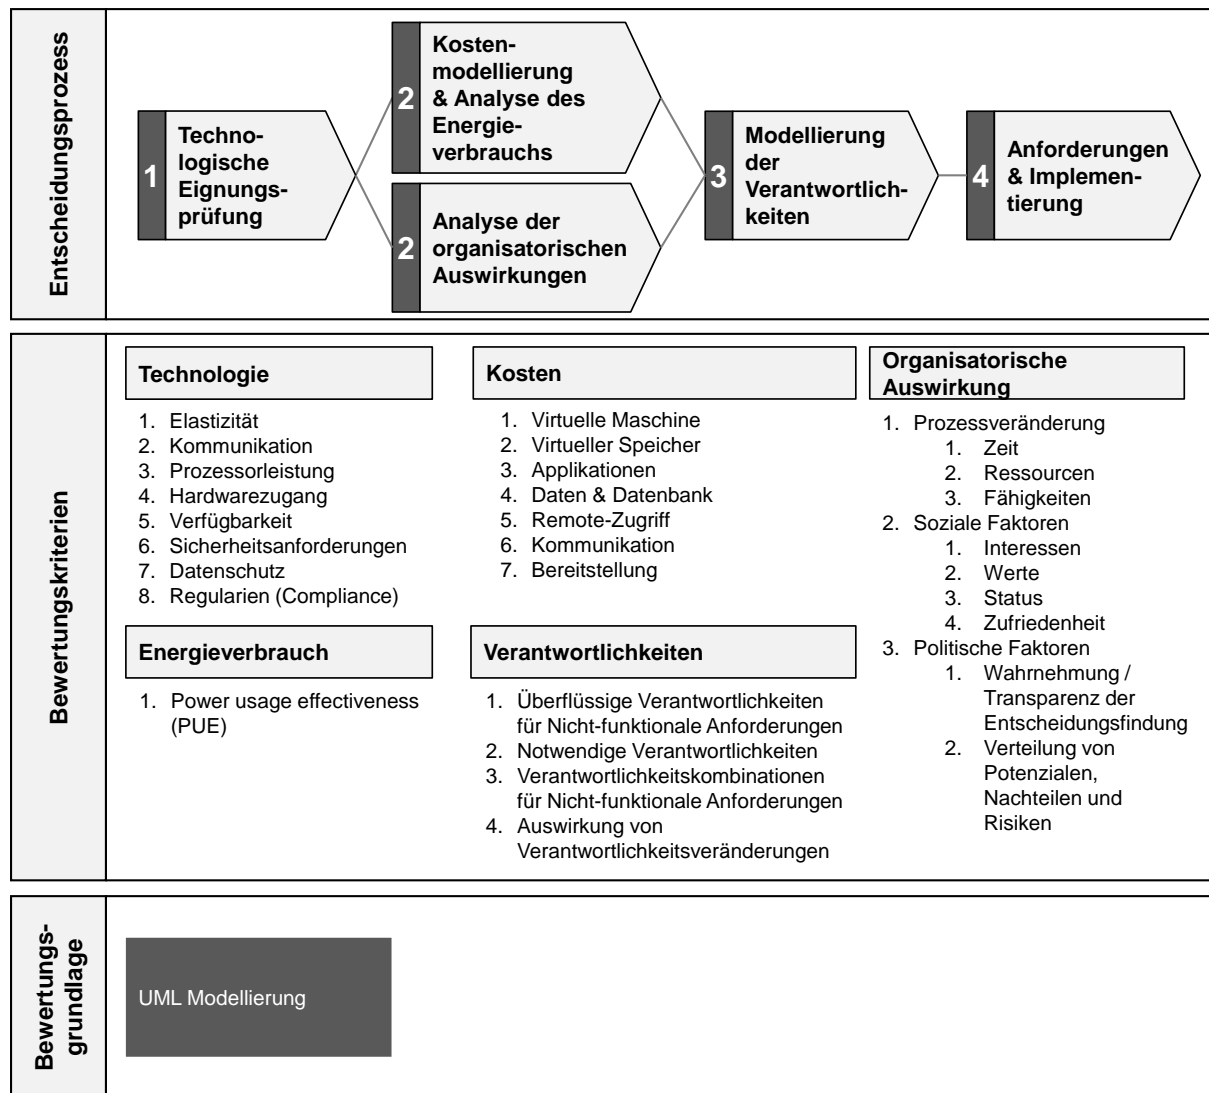 Entscheidungsprozess
1
Techno-
logische
Eignungs-
prüfung
2
Kosten-
modellierung
& Analyse des
Energie-
verbrauchs
2
Analyse der
organisatorischen
Auswirkungen
3
Modellierung
der
Verantwortlich-
keiten
4
Anforderungen
& Implemen-
tierung
Bewertungskriterien
Technologie
1. Elastizität
2. Kommunikation
3. Prozessorleistung
4. Hardwarezugang
5. Verfügbarkeit
6. Sicherheitsanforderungen
7. Datenschutz
8. Regularien (Compliance)
Energieverbrauch
1. Power usage effectiveness
(PUE)
Kosten
1. Virtuelle Maschine
2. Virtueller Speicher
3. Applikationen
4. Daten & Datenbank
5. Remote-Zugriff
6. Kommunikation
7. Bereitstellung
Verantwortlichkeiten
1. Überflüssige Verantwortlichkeiten
für Nicht-funktionale Anforderungen
2. Notwendige Verantwortlichkeiten
3. Verantwortlichkeitskombinationen
für Nicht-funktionale Anforderungen
4. Auswirkung von
Verantwortlichkeitsveränderungen
Organisatorische
Auswirkung
1. Prozessveränderung
1. Zeit
2. Ressourcen
3. Fähigkeiten
2. Soziale Faktoren
1. Interessen
2. Werte
3. Status
4. Zufriedenheit
3. Politische Faktoren
1. Wahrnehmung /
Transparenz der
Entscheidungsfindung
2. Verteilung von
Potenzialen,
Nachteilen und
Risiken
Bewertungs-
grundlage
UML Modellierung